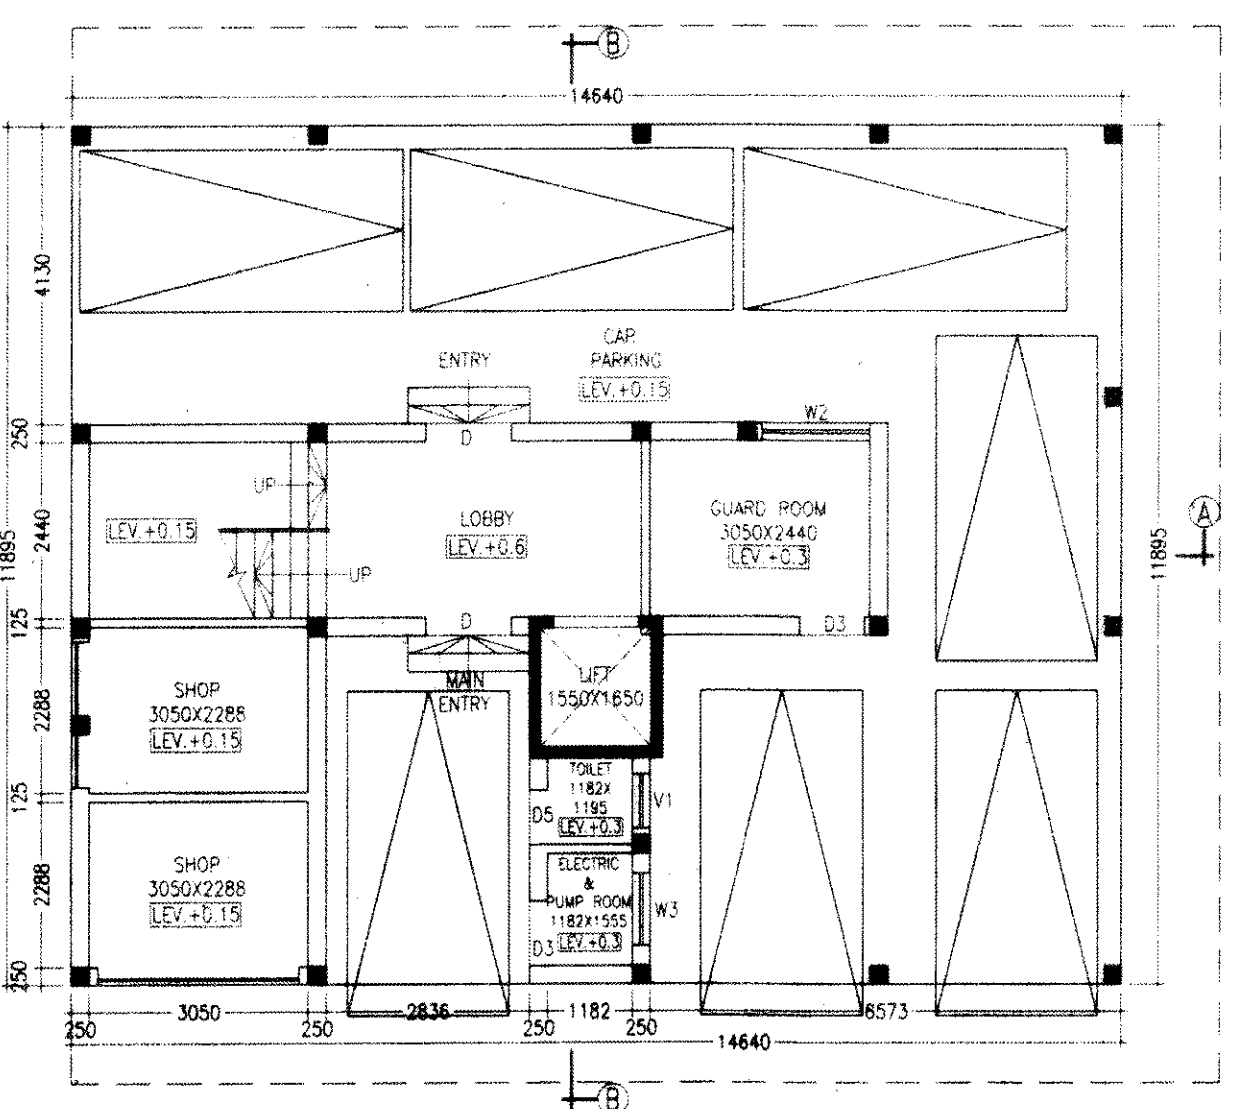 B
14640
4130
CAR
PARKING
LEV.+0.15
ENTRY
W2
250
D
UP
LEV.+0.15
LOBBY
LEV.+0.6
GUARD ROOM
3050X2440
LEV.+0.3
A
2440
11895
11895
UP
125
D
D3
MAIN
ENTRY
LIFT
1550X1650
SHOP
3050X2288
LEV.+0.15
2288
TOILET
1182X
1195
LEV.+0.3
D5
V1
125
SHOP
3050X2288
LEV.+0.15
2288
ELECTRIC
&
PUMP ROOM
1182X1555
LEV.+0.3
D3
W3
250
3050
2836
1182
6573
250
250
250
250
14640
B